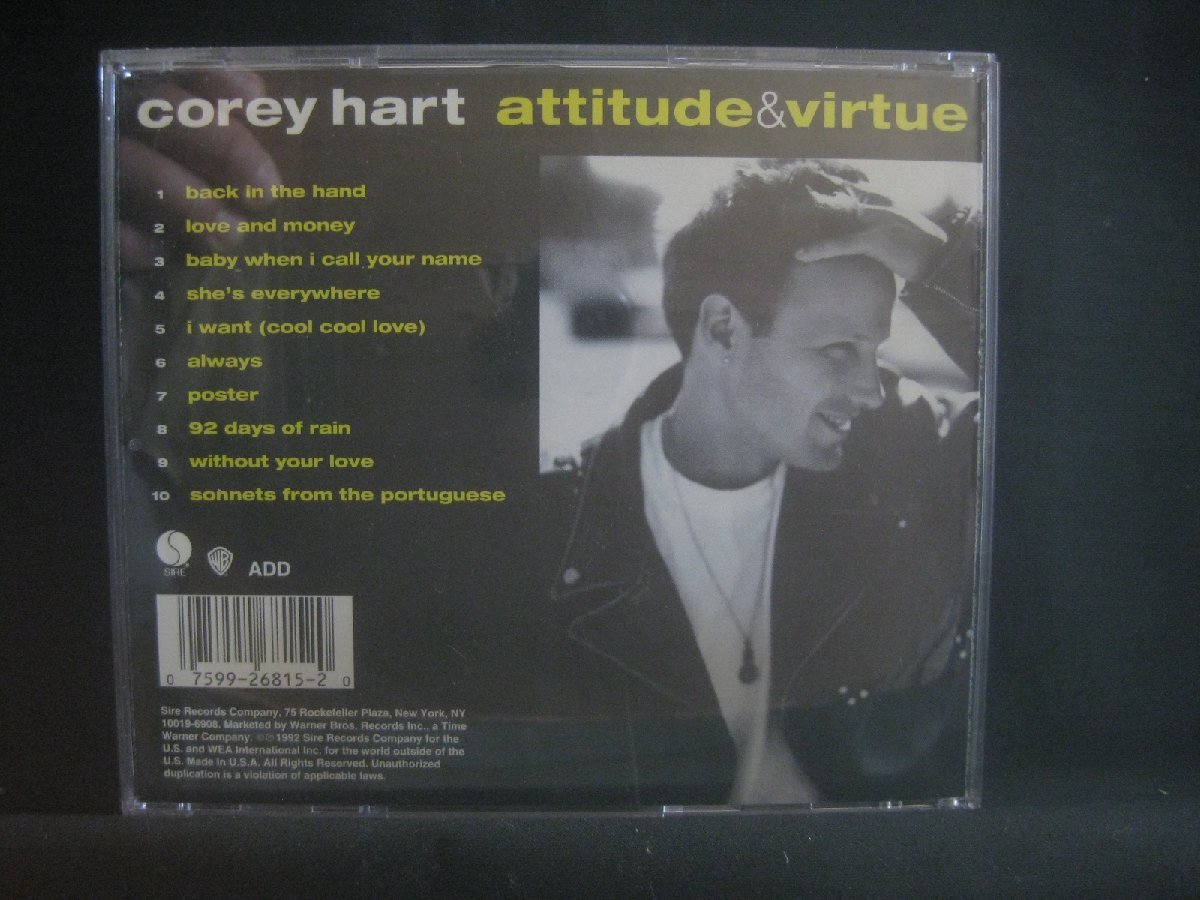 corey hart attitude & virtue
1 back in the hand
2 love and money
3 baby when i call your name
4 she's everywhere
5 i want (cool cool love)
6 always
7 poster
8 92 days of rain
9 without your love
10 sonnets from the portuguese
S SIRE WB ADD
0 7599-26815-2 0
Sire Records Company, 75 Rockefeller Plaza, New York, NY
10019-6908. Marketed by Warner Bros. Records Inc., a Time
Warner Company. ©℗1992 Sire Records Company for the
U.S. and WEA International Inc. for the world outside of the
U.S. Made in U.S.A. All Rights Reserved. Unauthorized
duplication is a violation of applicable laws.